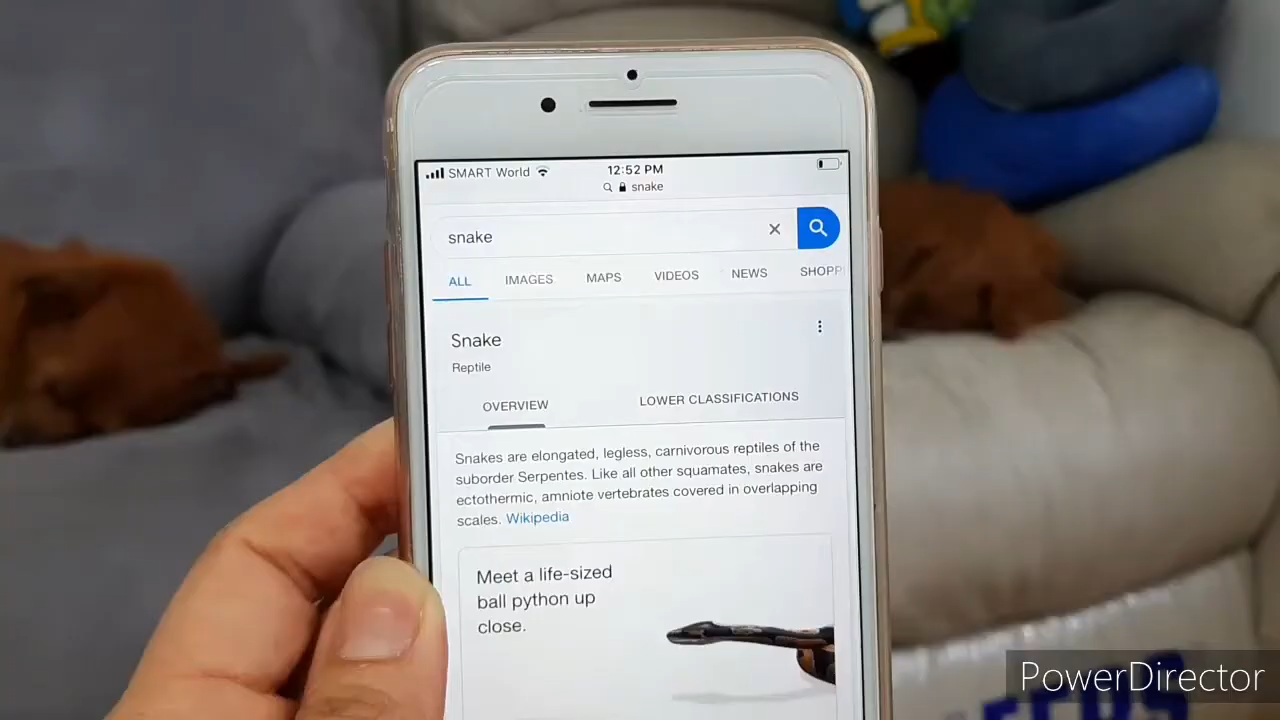 SMART World
12:52 PM
snake
snake
ALL IMAGES MAPS VIDEOS NEWS SHOPP
Snake
Reptile
OVERVIEW LOWER CLASSIFICATIONS
Snakes are elongated, legless, carnivorous reptiles of the
suborder Serpentes. Like all other squamates, snakes are
ectothermic, amniote vertebrates covered in overlapping
scales. Wikipedia
Meet a life-sized
ball python up
close.
PowerDirector